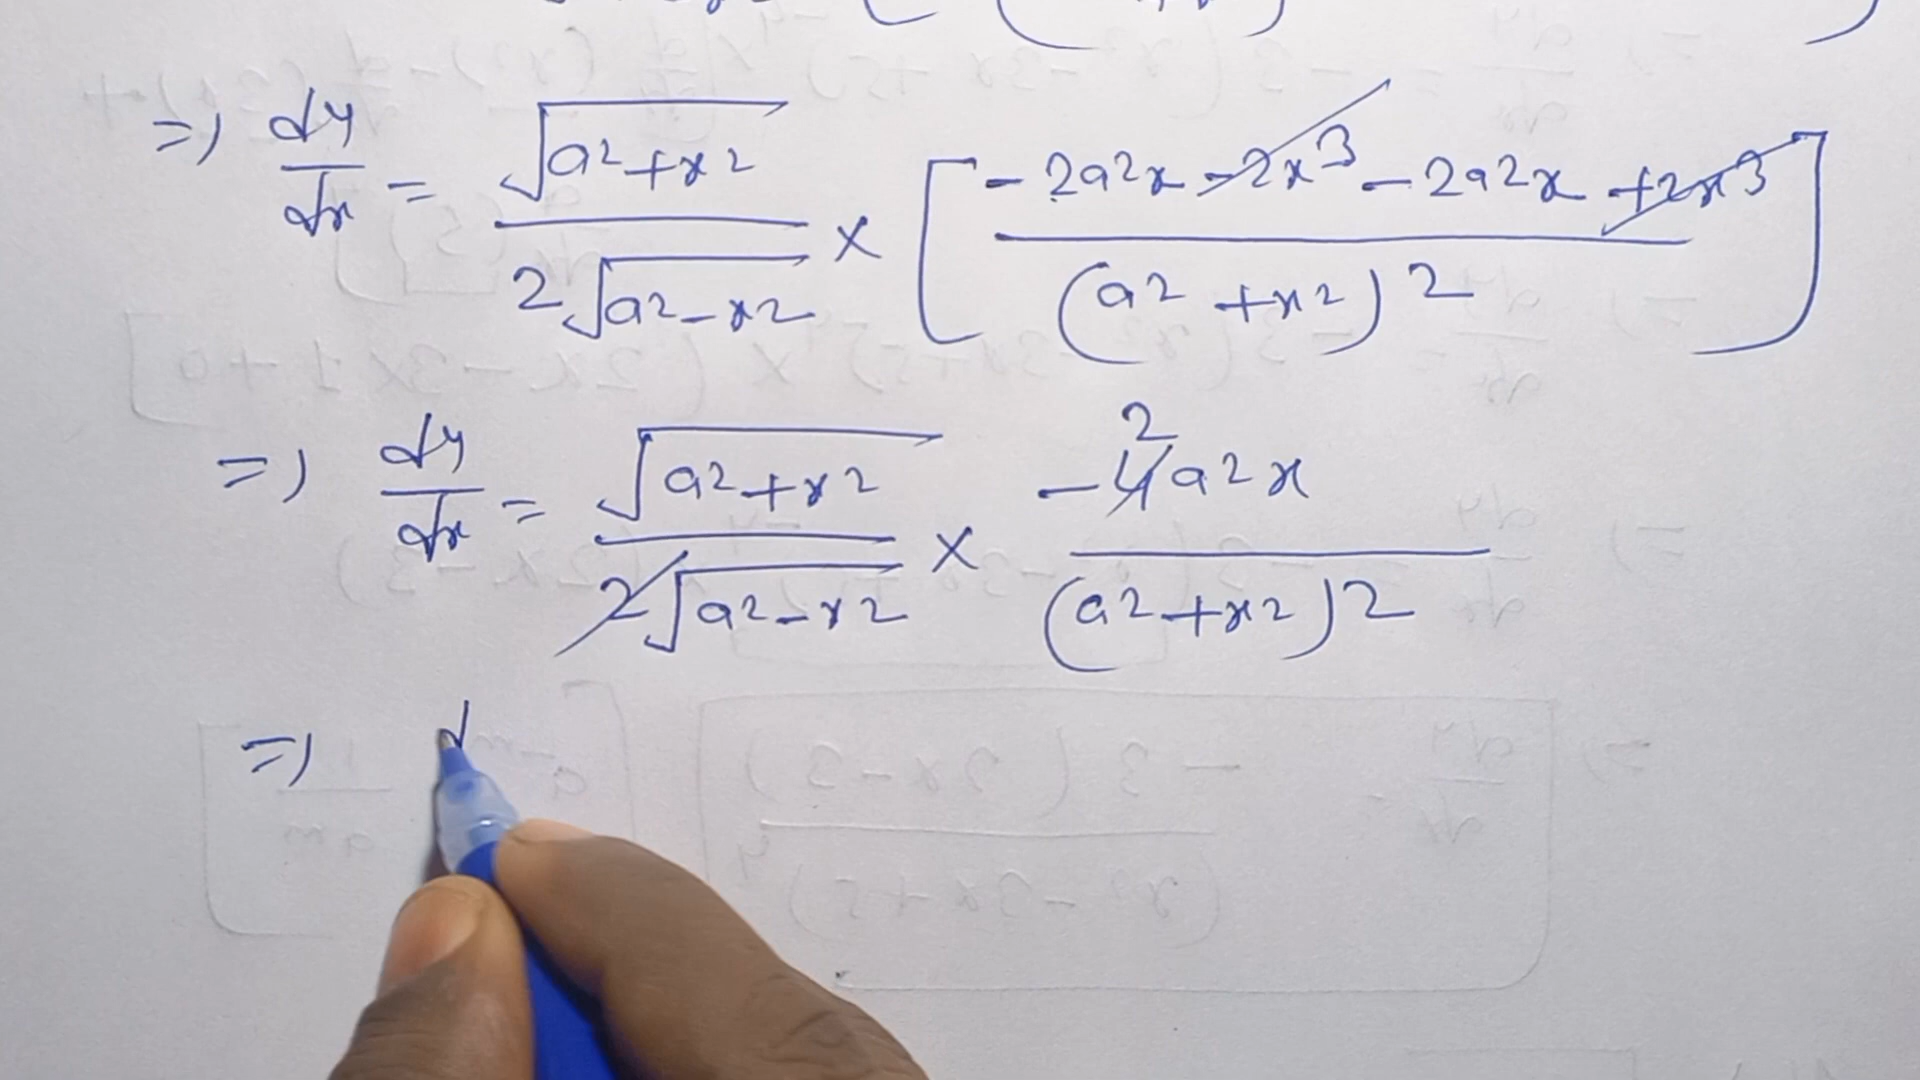 =) dy/dx = √(a²+x²) / 2√(a²-x²) × [ -2a²x -2x³ -2a²x +2x³ / (a²+x²)² ]
=) dy/dx = √(a²+x²) / 2√(a²-x²) × 2 -4a²x / (a²+x²)²
=) d